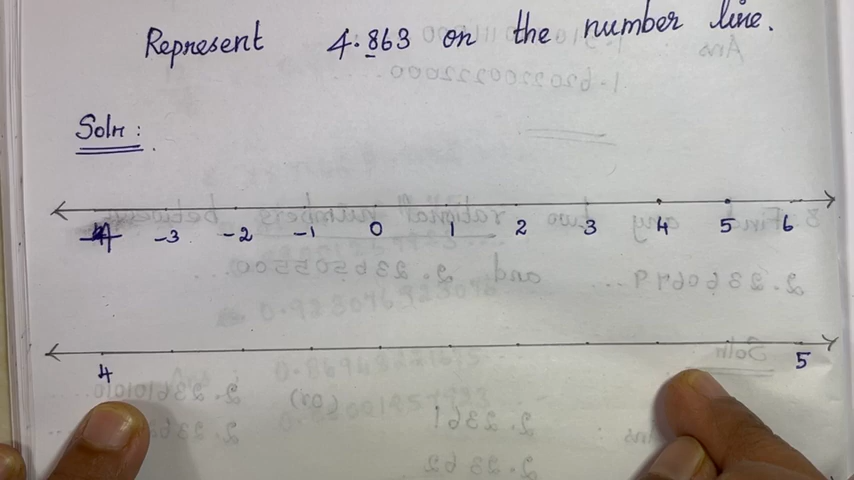 Represent 4.863 on the number line.
Soln:
-4 -3 -2 -1 0 1 2 3 4 5 6
4 5